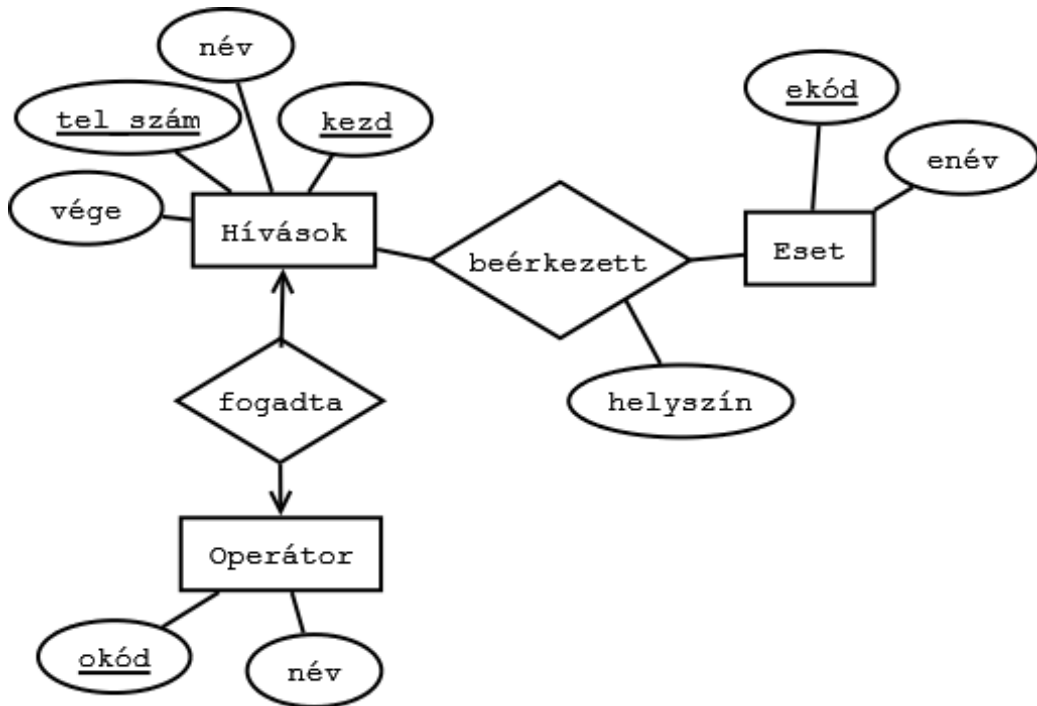 név
ekód
tel_szám
kezd
enév
vége
Hívások
Eset
beérkezett
fogadta
helyszín
Operátor
okód
név